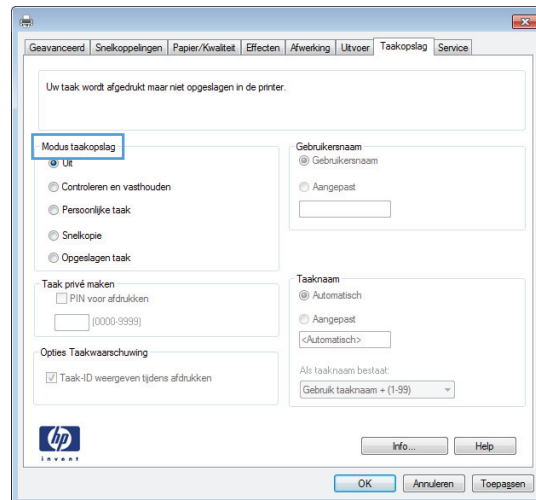 Geavanceerd Snelkoppelingen Papier/Kwaliteit Effecten Afwerking Uitvoer Taakopslag Service
Uw taak wordt afgedrukt maar niet opgeslagen in de printer.
Modus taakopslag
Uit
Controleren en vasthouden
Persoonlijke taak
Snelkopie
Opgeslagen taak
Gebruikersnaam
Gebruikersnaam
Aangepast
Taak privé maken
PIN voor afdrukken
(0000-9999)
Taaknaam
Automatisch
Aangepast
<Automatisch>
Als taaknaam bestaat:
Gebruik taaknaam + (1-99)
Opties Taakwaarschuwing
Taak-ID weergeven tijdens afdrukken
hp
invent
Info... Help
OK Annuleren Toepassen